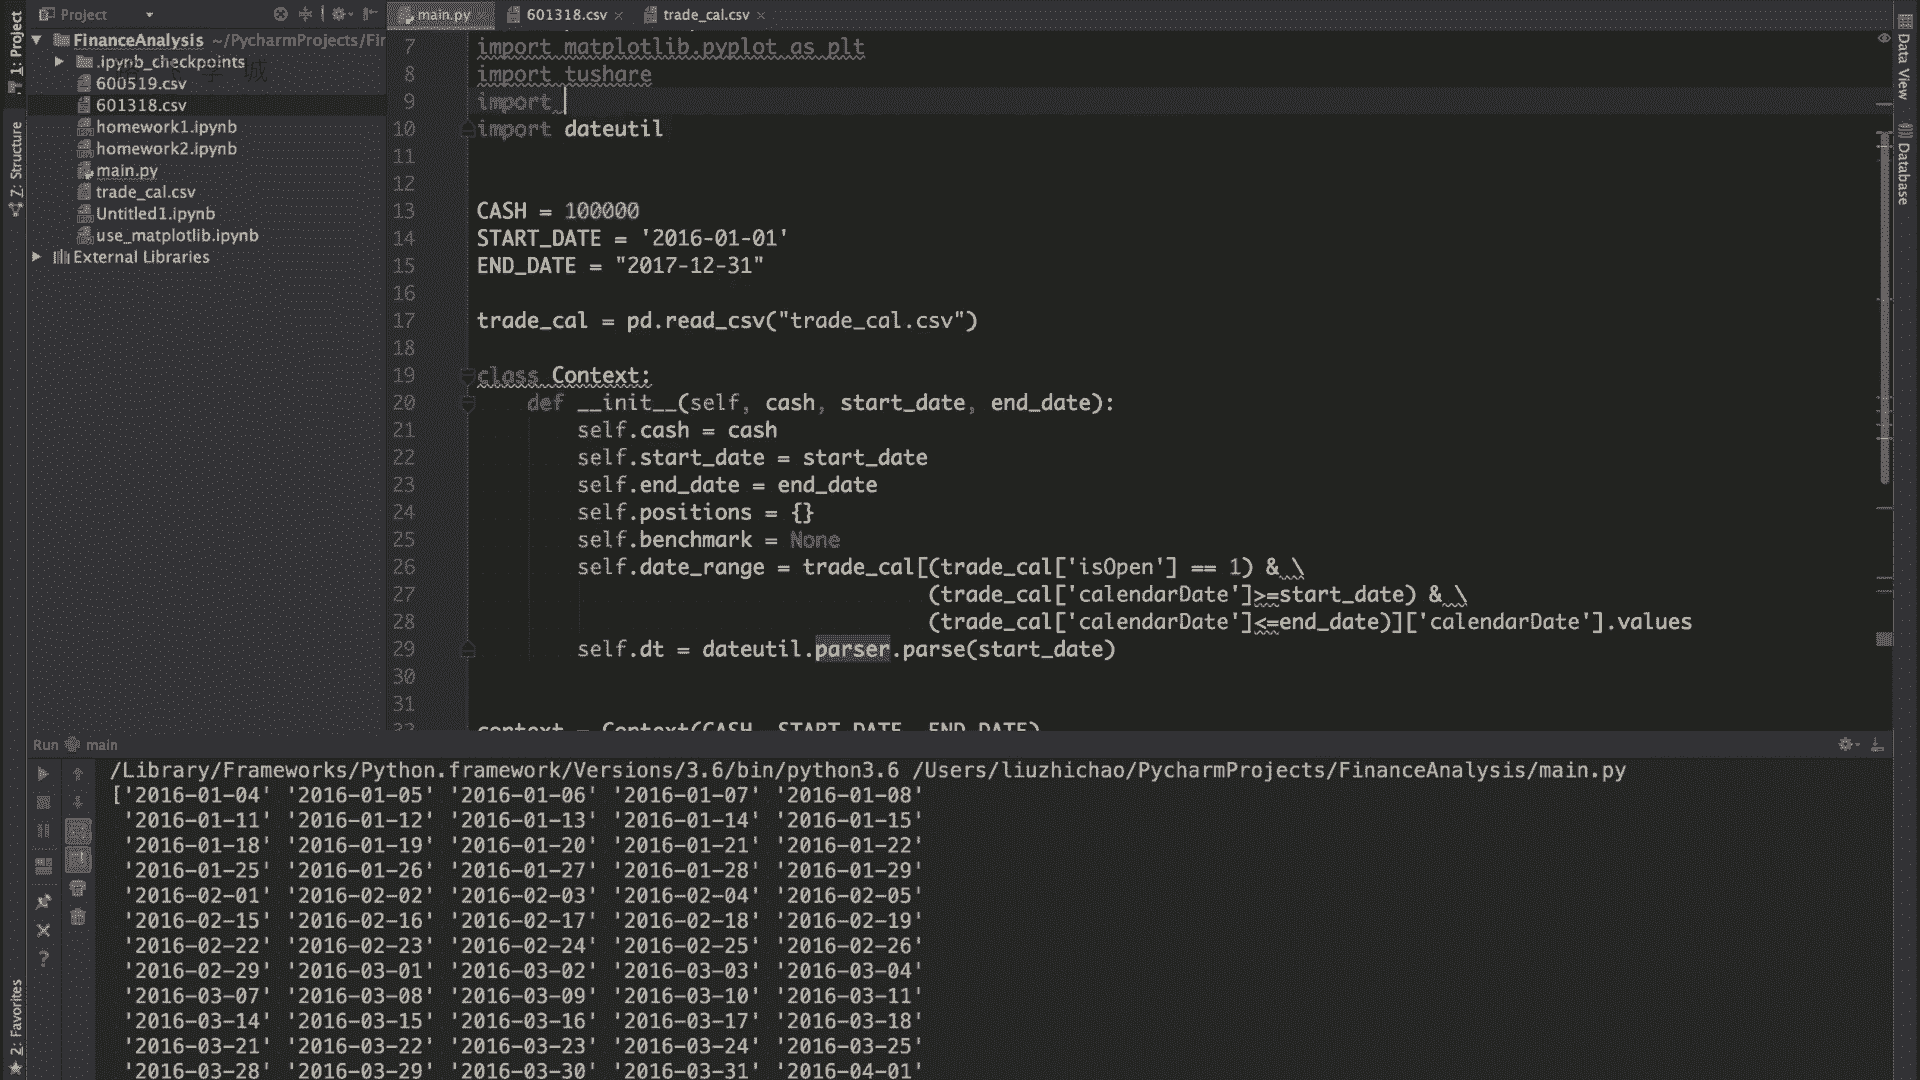 Project
main.py
601318.csv
trade_cal.csv
1: Project
Z: Structure
2: Favorites
FinanceAnalysis ~/PycharmProjects/Fir
.ipynb_checkpoints
600519.csv
601318.csv
homework1.ipynb
homework2.ipynb
main.py
trade_cal.csv
Untitled1.ipynb
use_matplotlib.ipynb
External Libraries
7 import matplotlib.pyplot as plt
8 import tushare
9 import
10 import dateutil
11
12
13 CASH = 100000
14 START_DATE = '2016-01-01'
15 END_DATE = "2017-12-31"
16
17 trade_cal = pd.read_csv("trade_cal.csv")
18
19 class Context:
20 def __init__(self, cash, start_date, end_date):
21 self.cash = cash
22 self.start_date = start_date
23 self.end_date = end_date
24 self.positions = {}
25 self.benchmark = None
26 self.date_range = trade_cal[(trade_cal['isOpen'] == 1) & \
27 (trade_cal['calendarDate']>=start_date) & \
28 (trade_cal['calendarDate']<=end_date)]['calendarDate'].values
29 self.dt = dateutil.parser.parse(start_date)
30
31
32 context = Context(CASH, START_DATE, END_DATE)
Data View
Database
Run main
/Library/Frameworks/Python.framework/Versions/3.6/bin/python3.6 /Users/liuzhichao/PycharmProjects/FinanceAnalysis/main.py
['2016-01-04' '2016-01-05' '2016-01-06' '2016-01-07' '2016-01-08'
'2016-01-11' '2016-01-12' '2016-01-13' '2016-01-14' '2016-01-15'
'2016-01-18' '2016-01-19' '2016-01-20' '2016-01-21' '2016-01-22'
'2016-01-25' '2016-01-26' '2016-01-27' '2016-01-28' '2016-01-29'
'2016-02-01' '2016-02-02' '2016-02-03' '2016-02-04' '2016-02-05'
'2016-02-15' '2016-02-16' '2016-02-17' '2016-02-18' '2016-02-19'
'2016-02-22' '2016-02-23' '2016-02-24' '2016-02-25' '2016-02-26'
'2016-02-29' '2016-03-01' '2016-03-02' '2016-03-03' '2016-03-04'
'2016-03-07' '2016-03-08' '2016-03-09' '2016-03-10' '2016-03-11'
'2016-03-14' '2016-03-15' '2016-03-16' '2016-03-17' '2016-03-18'
'2016-03-21' '2016-03-22' '2016-03-23' '2016-03-24' '2016-03-25'
'2016-03-28' '2016-03-29' '2016-03-30' '2016-03-31' '2016-04-01'